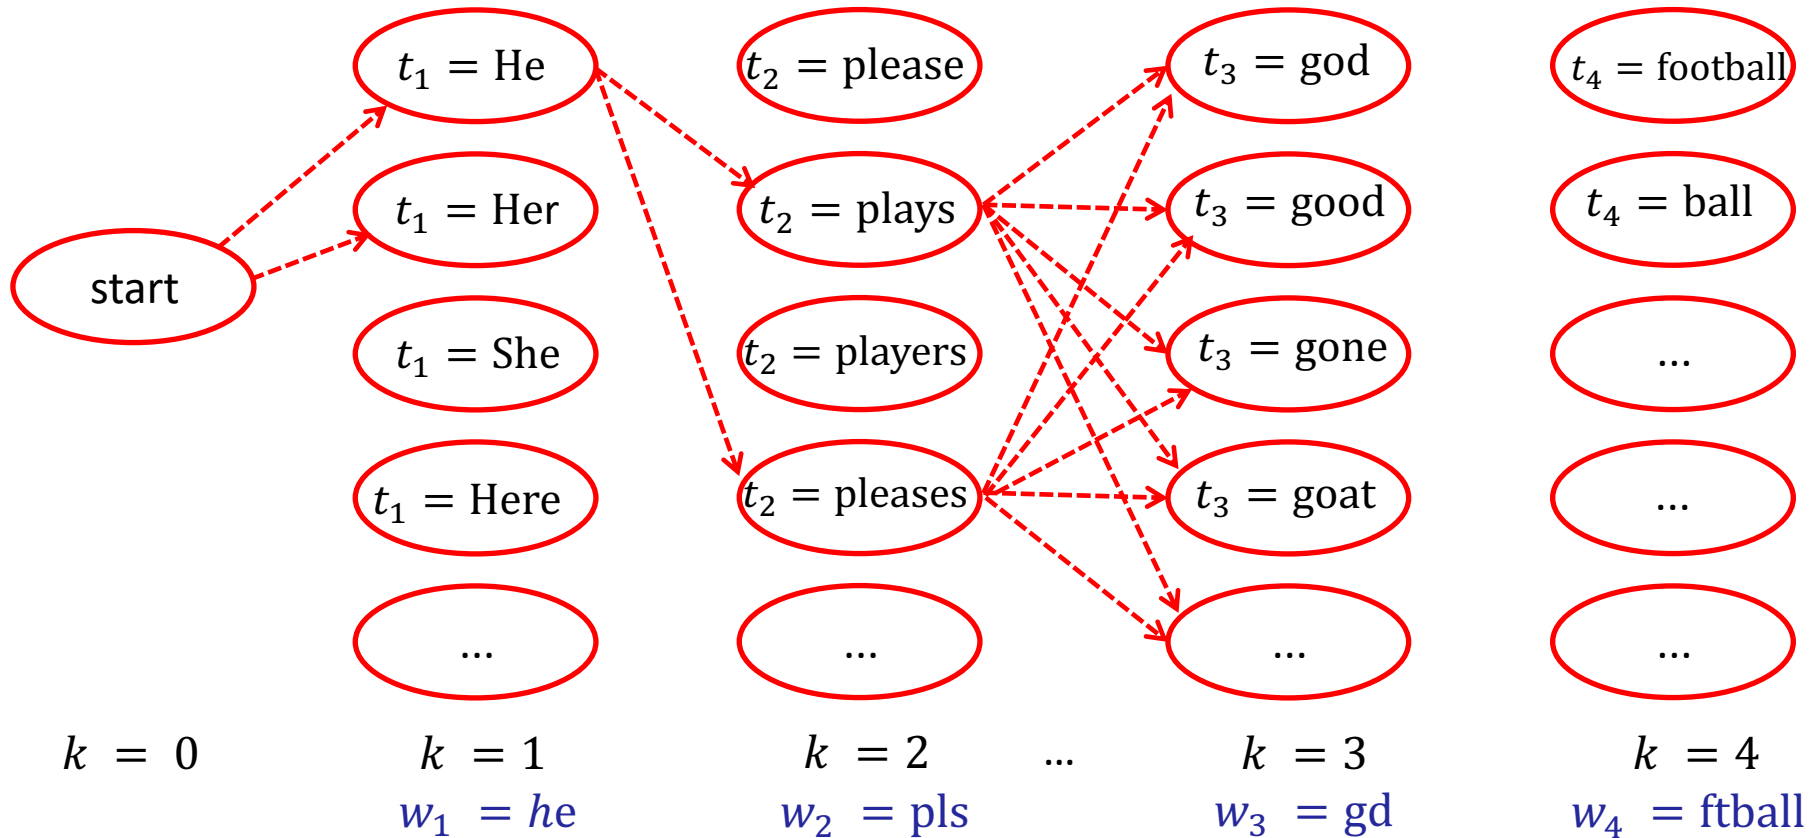 start
t₁ = He
t₁ = Her
t₁ = She
t₁ = Here
...
t₂ = please
t₂ = plays
t₂ = players
t₂ = pleases
...
t₃ = god
t₃ = good
t₃ = gone
t₃ = goat
...
t₄ = football
t₄ = ball
...
...
...
k = 0
k = 1
k = 2
...
k = 3
k = 4
w₁ = he
w₂ = pls
w₃ = gd
w₄ = ftball